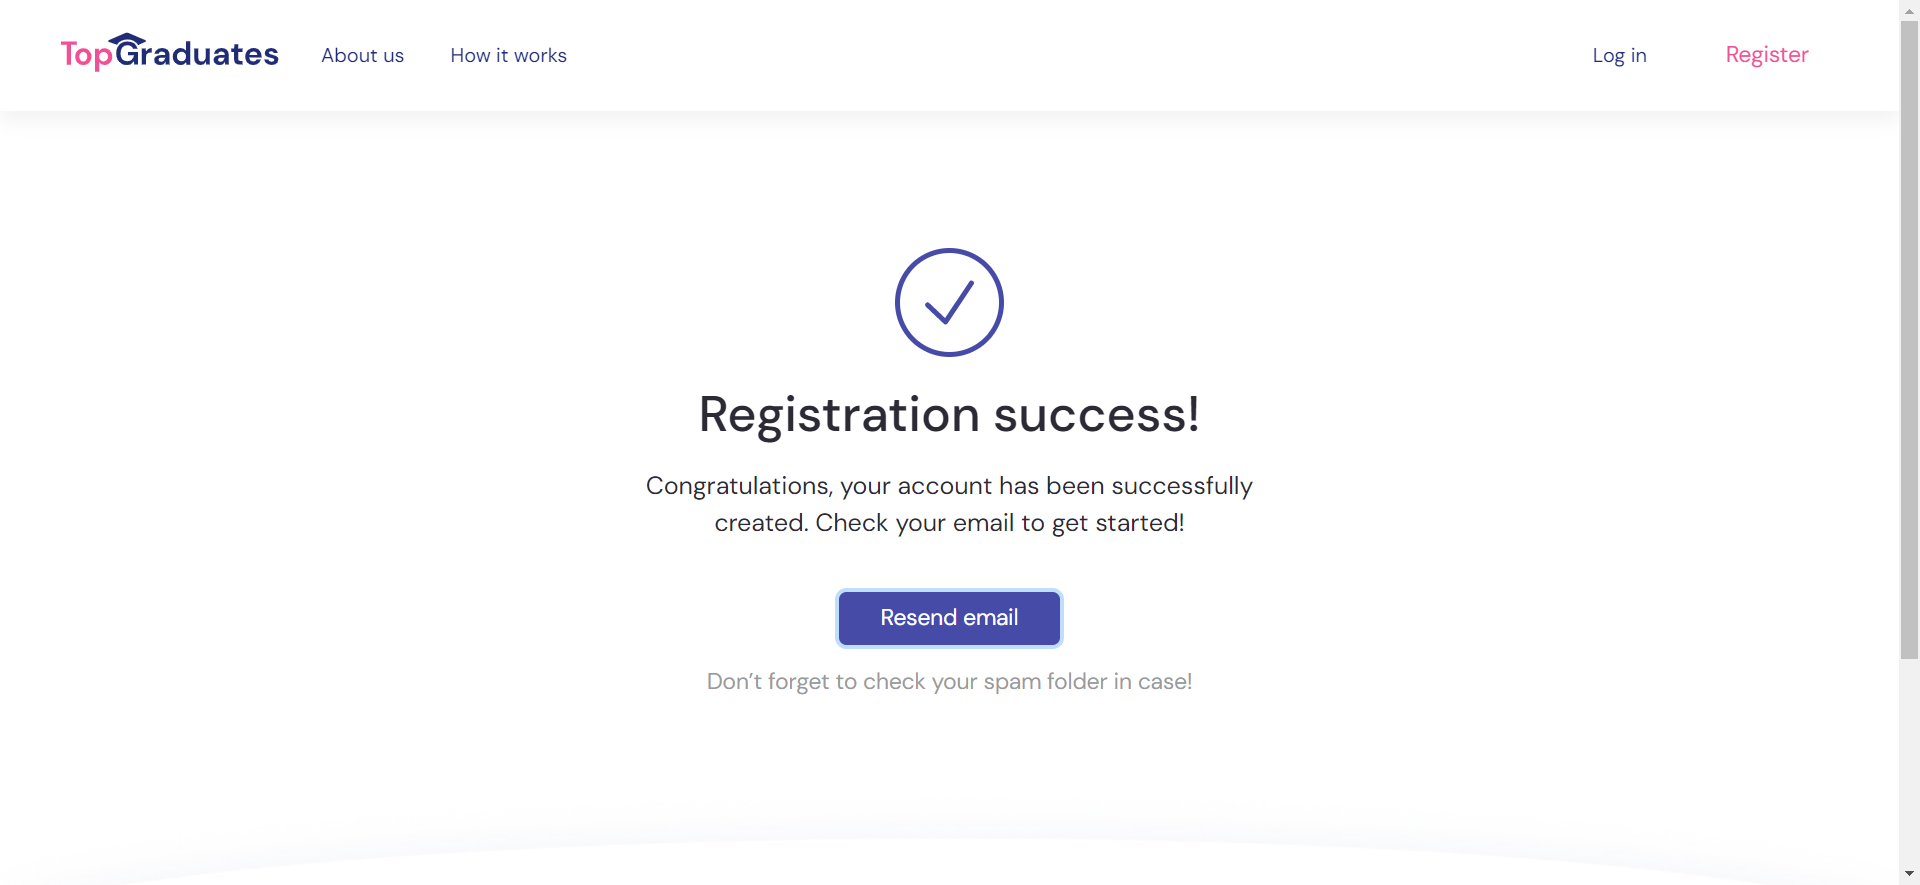 TopGraduates
About us
How it works
Log in
Register
Registration success!
Congratulations, your account has been successfully
created. Check your email to get started!
Resend email
Don’t forget to check your spam folder in case!